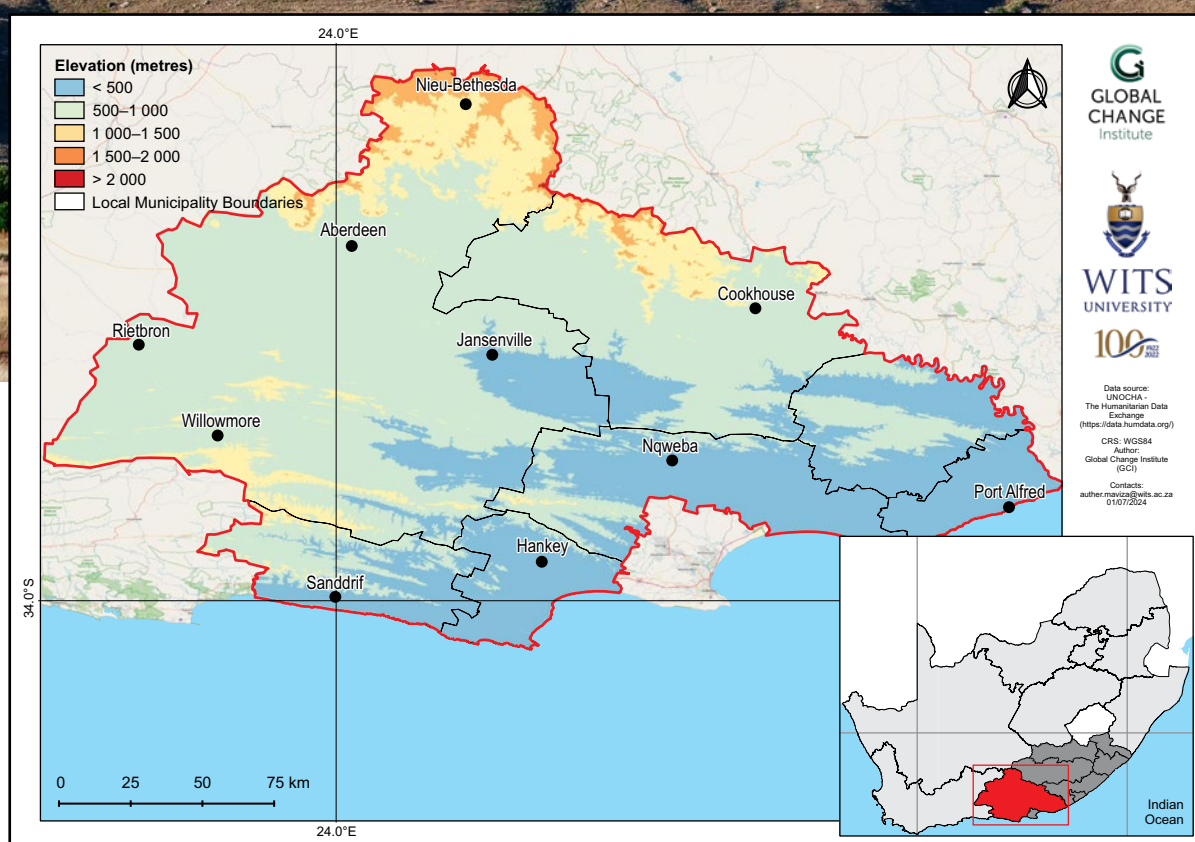 24.0°E
Elevation (metres)
< 500
500–1 000
1 000–1 500
1 500–2 000
> 2 000
Local Municipality Boundaries
Nieu-Bethesda
Aberdeen
Cookhouse
Rietbron
Jansenville
Willowmore
Nqweba
Port Alfred
Hankey
Sanddrif
34.0°S
0 25 50 75 km
24.0°E
Indian
Ocean
GLOBAL
CHANGE
Institute
WITS
UNIVERSITY
100 1922
2022
Data source:
UNOCHA -
The Humanitarian Data
Exchange
(https://data.humdata.org/)
CRS: WGS84
Author:
Global Change Institute
(GCI)
Contacts:
auther.maviza@wits.ac.za
01/07/2024